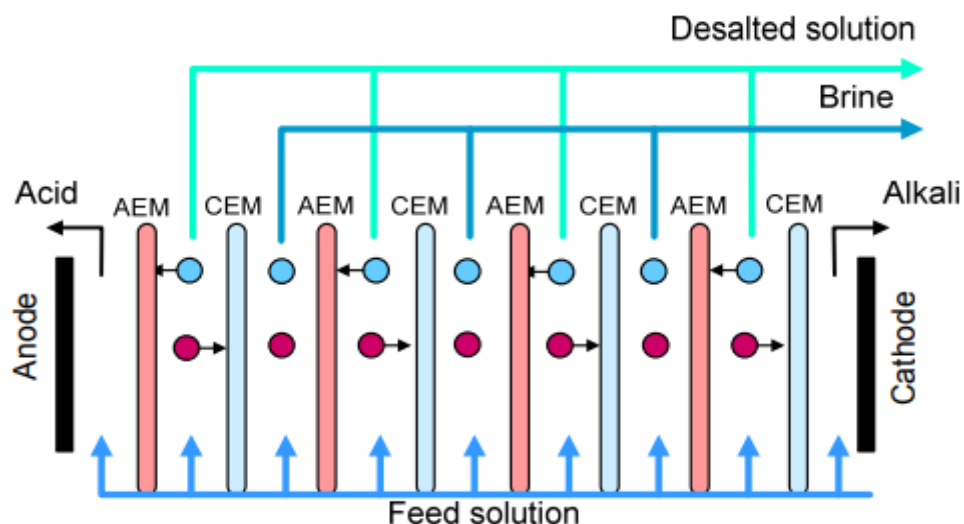 Desalted solution
Brine
Acid
AEM
CEM
AEM
CEM
AEM
CEM
AEM
CEM
Alkali
Anode
Cathode
Feed solution